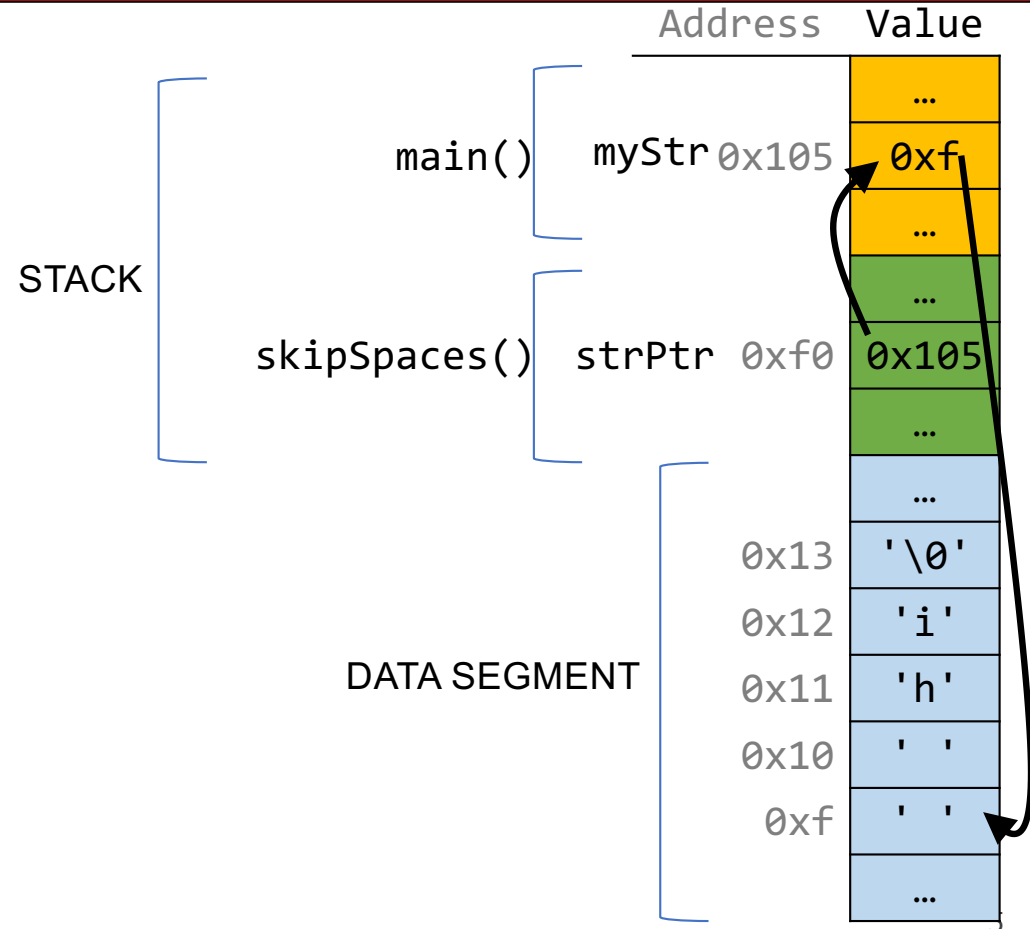 Address Value
…
main() myStr 0x105 0xf
…
STACK
…
skipSpaces() strPtr 0xf0 0x105
…
…
0x13 '\0'
0x12 'i'
DATA SEGMENT
0x11 'h'
0x10 ' '
0xf ' '
…